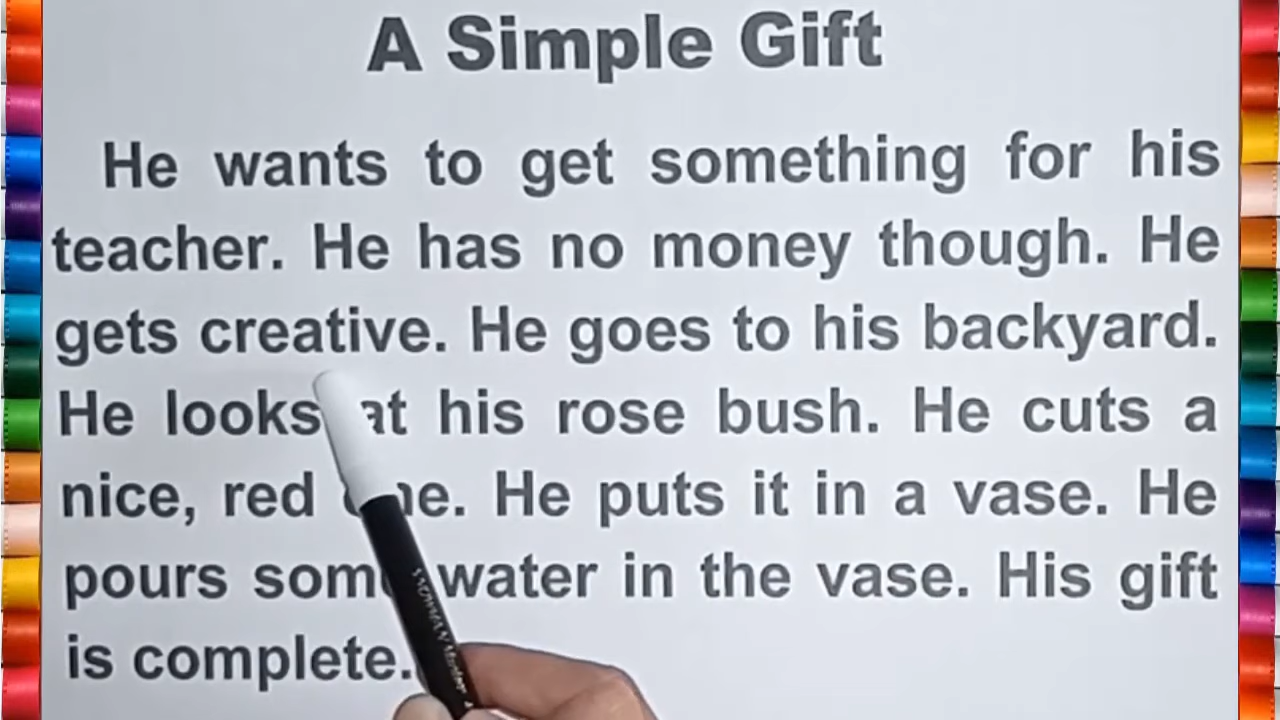 A Simple Gift
He wants to get something for his
teacher. He has no money though. He
gets creative. He goes to his backyard.
He looks at his rose bush. He cuts a
nice, red one. He puts it in a vase. He
pours some water in the vase. His gift
is complete.